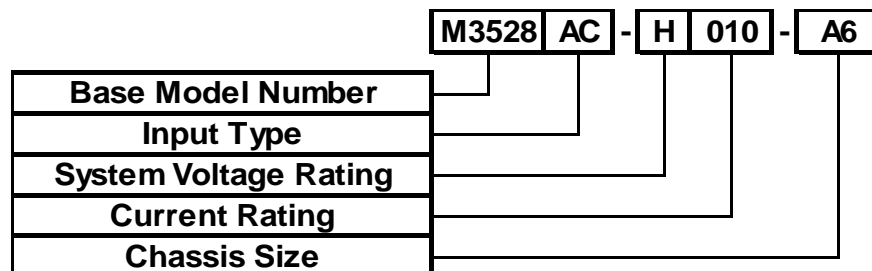 M3528 AC - H 010 - A6
Base Model Number
Input Type
System Voltage Rating
Current Rating
Chassis Size